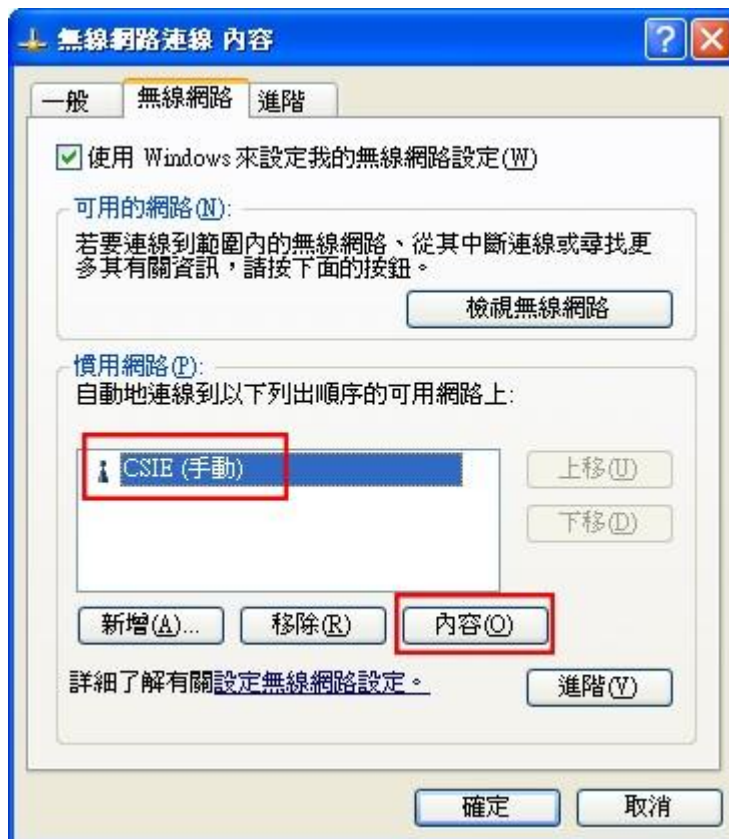 無線網路連線 內容
一般 無線網路 進階
使用 Windows 來設定我的無線網路設定(W)
可用的網路(N):
若要連線到範圍內的無線網路、從其中斷連線或尋找更
多其有關資訊，請按下面的按鈕。
檢視無線網路
慣用網路(P):
自動地連線到以下列出順序的可用網路上:
CSIE (手動)
上移(U)
下移(D)
新增(A)... 移除(R) 內容(O)
詳細了解有關設定無線網路設定。 進階(V)
確定 取消